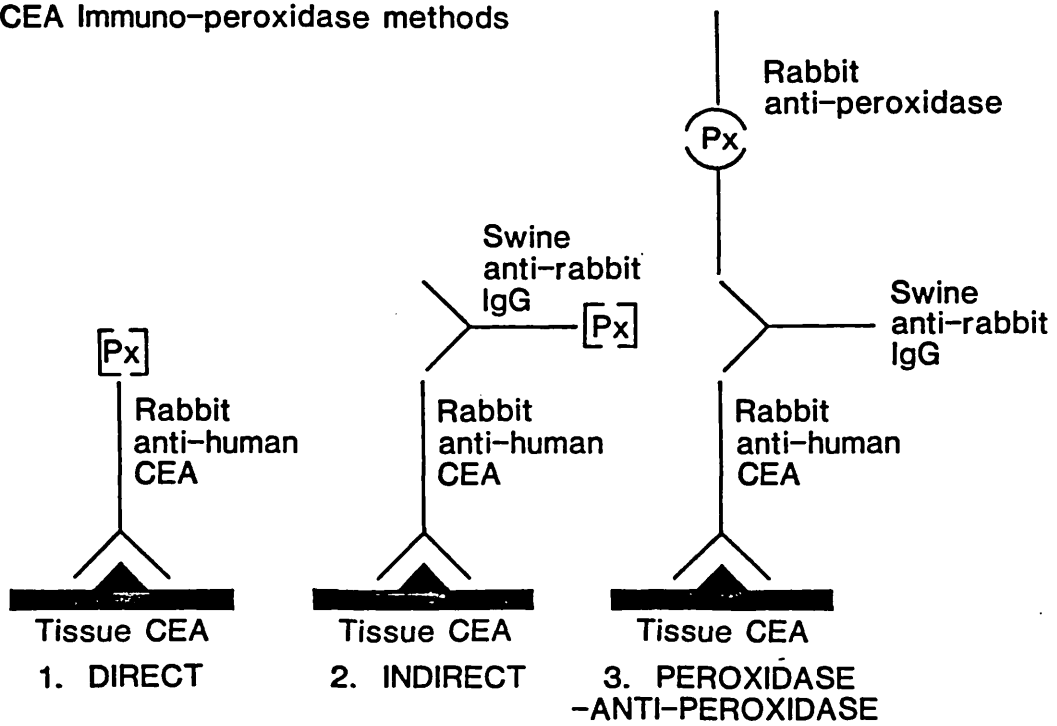 CEA Immuno-peroxidase methods
Rabbit
anti-peroxidase
Px
Swine
anti-rabbit
IgG
[Px]
Swine
anti-rabbit
IgG
[Px]
Rabbit
anti-human
CEA
Rabbit
anti-human
CEA
Rabbit
anti-human
CEA
Tissue CEA
Tissue CEA
Tissue CEA
1. DIRECT
2. INDIRECT
3. PEROXIDASE
-ANTI-PEROXIDASE